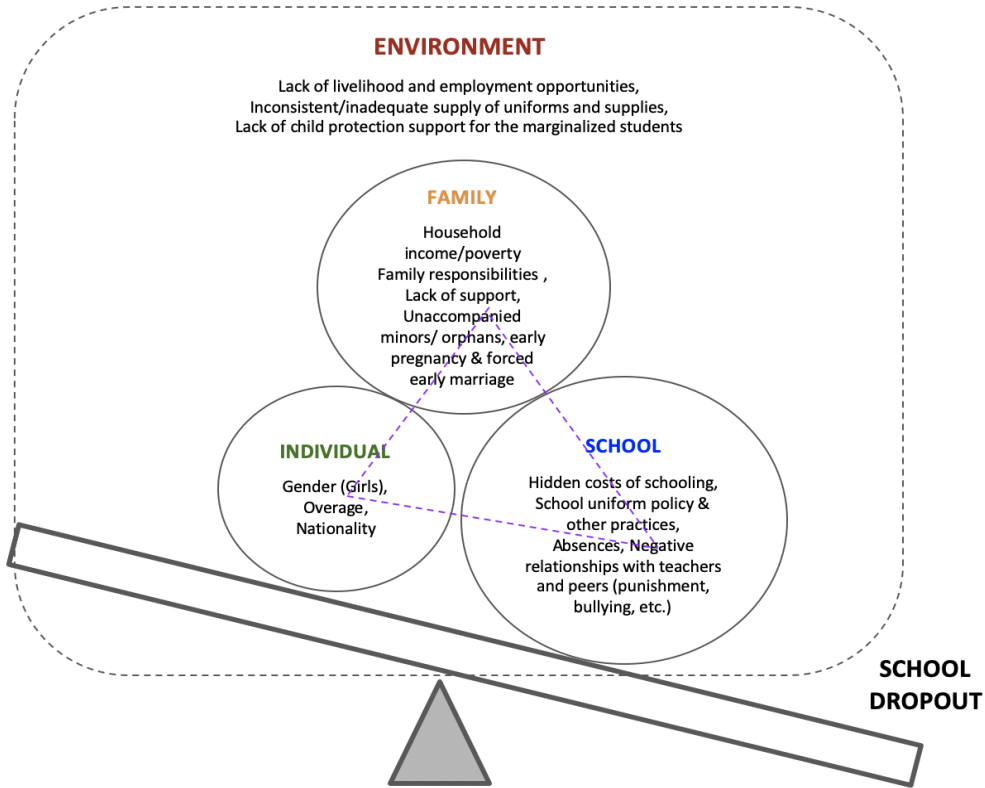 ENVIRONMENT
Lack of livelihood and employment opportunities,
Inconsistent/inadequate supply of uniforms and supplies,
Lack of child protection support for the marginalized students
FAMILY
Household
income/poverty
Family responsibilities ,
Lack of support,
Unaccompanied
minors/ orphans, early
pregnancy & forced
early marriage
INDIVIDUAL
Gender (Girls),
Overage,
Nationality
SCHOOL
Hidden costs of schooling,
School uniform policy &
other practices,
Absences, Negative
relationships with teachers
and peers (punishment,
bullying, etc.)
SCHOOL
DROPOUT